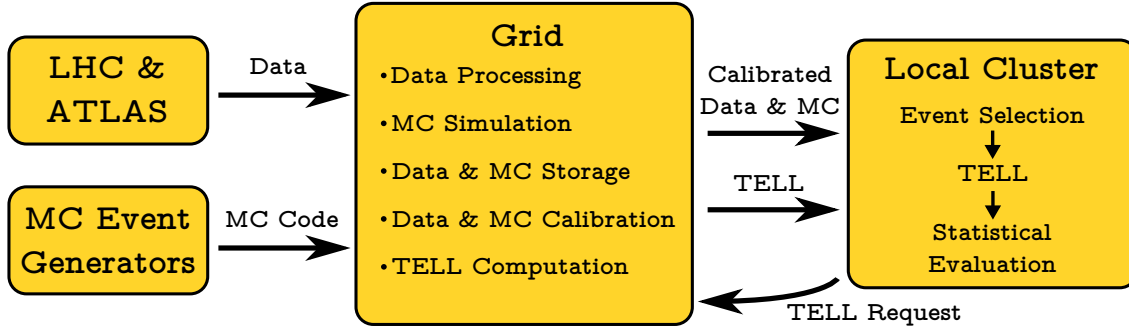 LHC &
ATLAS
MC Event
Generators
Data
MC Code
Grid
•Data Processing
•MC Simulation
•Data & MC Storage
•Data & MC Calibration
•TELL Computation
Calibrated
Data & MC
TELL
TELL Request
Local Cluster
Event Selection
TELL
Statistical
Evaluation